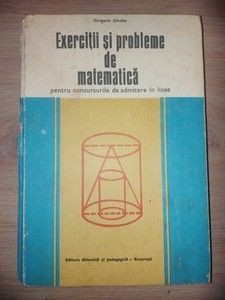 Grigore Gheba
Exerciții și probleme
de
matematică
pentru concursurile de admitere în licee
Editura didactică și pedagogică – București